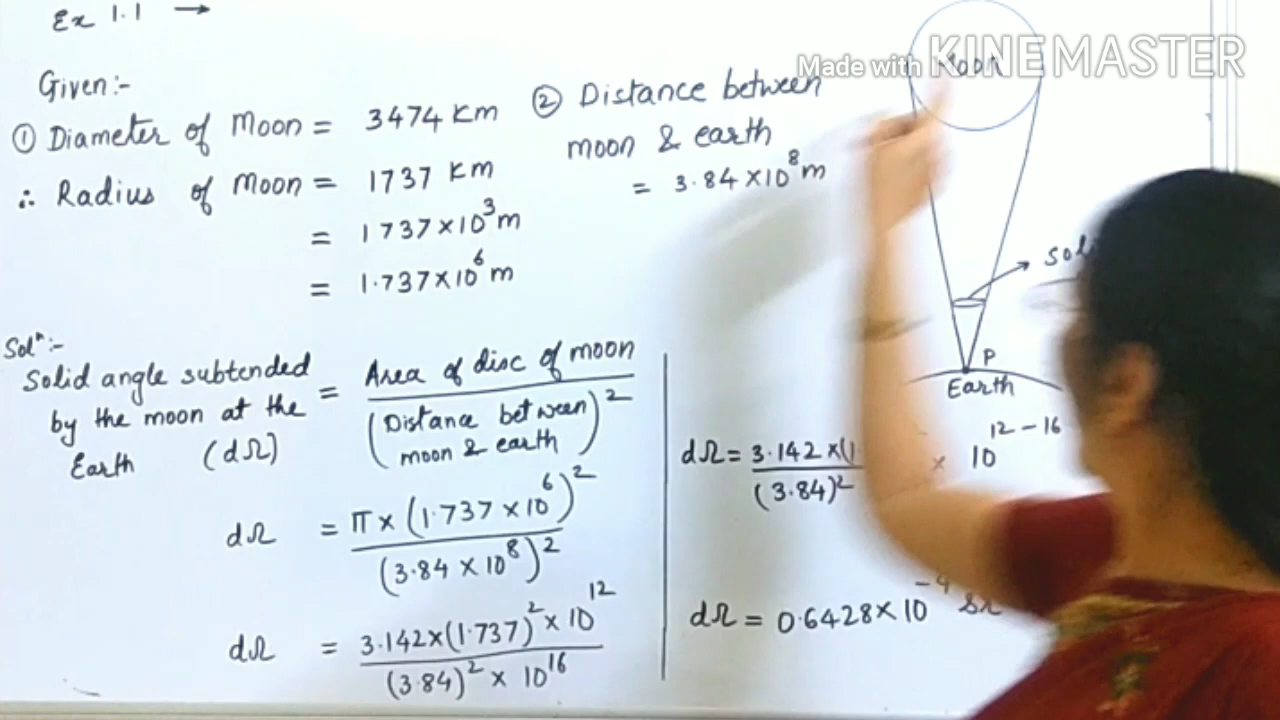 Ex 1.1 →
Given:-
① Diameter of Moon = 3474 Km
∴ Radius of Moon = 1737 Km
= 1737×10³m
= 1.737×10⁶ m
② Distance between
moon & earth
= 3.84×10⁸m
Made with KINEMASTER
Moon
P
Earth
Solⁿ:-
Solid angle subtended
by the moon at the
Earth (dΩ)
= Area of disc of moon
(Distance between
moon & earth)²
dΩ = π × (1.737 × 10⁶)²
(3.84 × 10⁸)²
dΩ = 3.142×(1.737)² × 10¹²
(3.84)² × 10¹⁶
dΩ = 3.142 ×(1. × 10¹²⁻¹⁶
(3.84)²
dΩ = 0.6428×10⁻⁴ sr